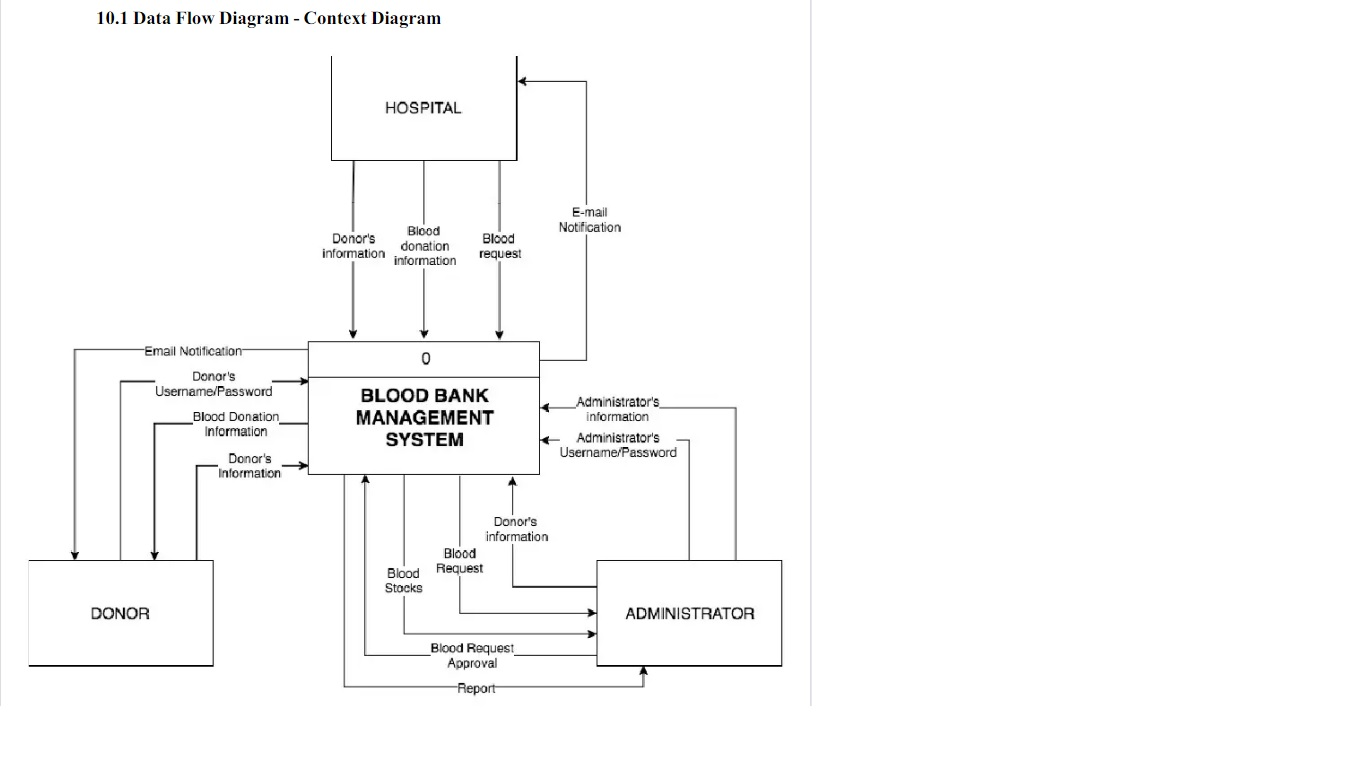 10.1 Data Flow Diagram - Context Diagram
HOSPITAL
E-mail
Notification
Donor's
information
Blood
donation
information
Blood
request
Email Notification
0
Donor's
Username/Password
BLOOD BANK
MANAGEMENT
SYSTEM
Blood Donation
Information
Donor's
Information
Administrator's
information
Administrator's
Username/Password
Donor's
information
Blood
Request
Blood
Stocks
DONOR
ADMINISTRATOR
Blood Request
Approval
Report